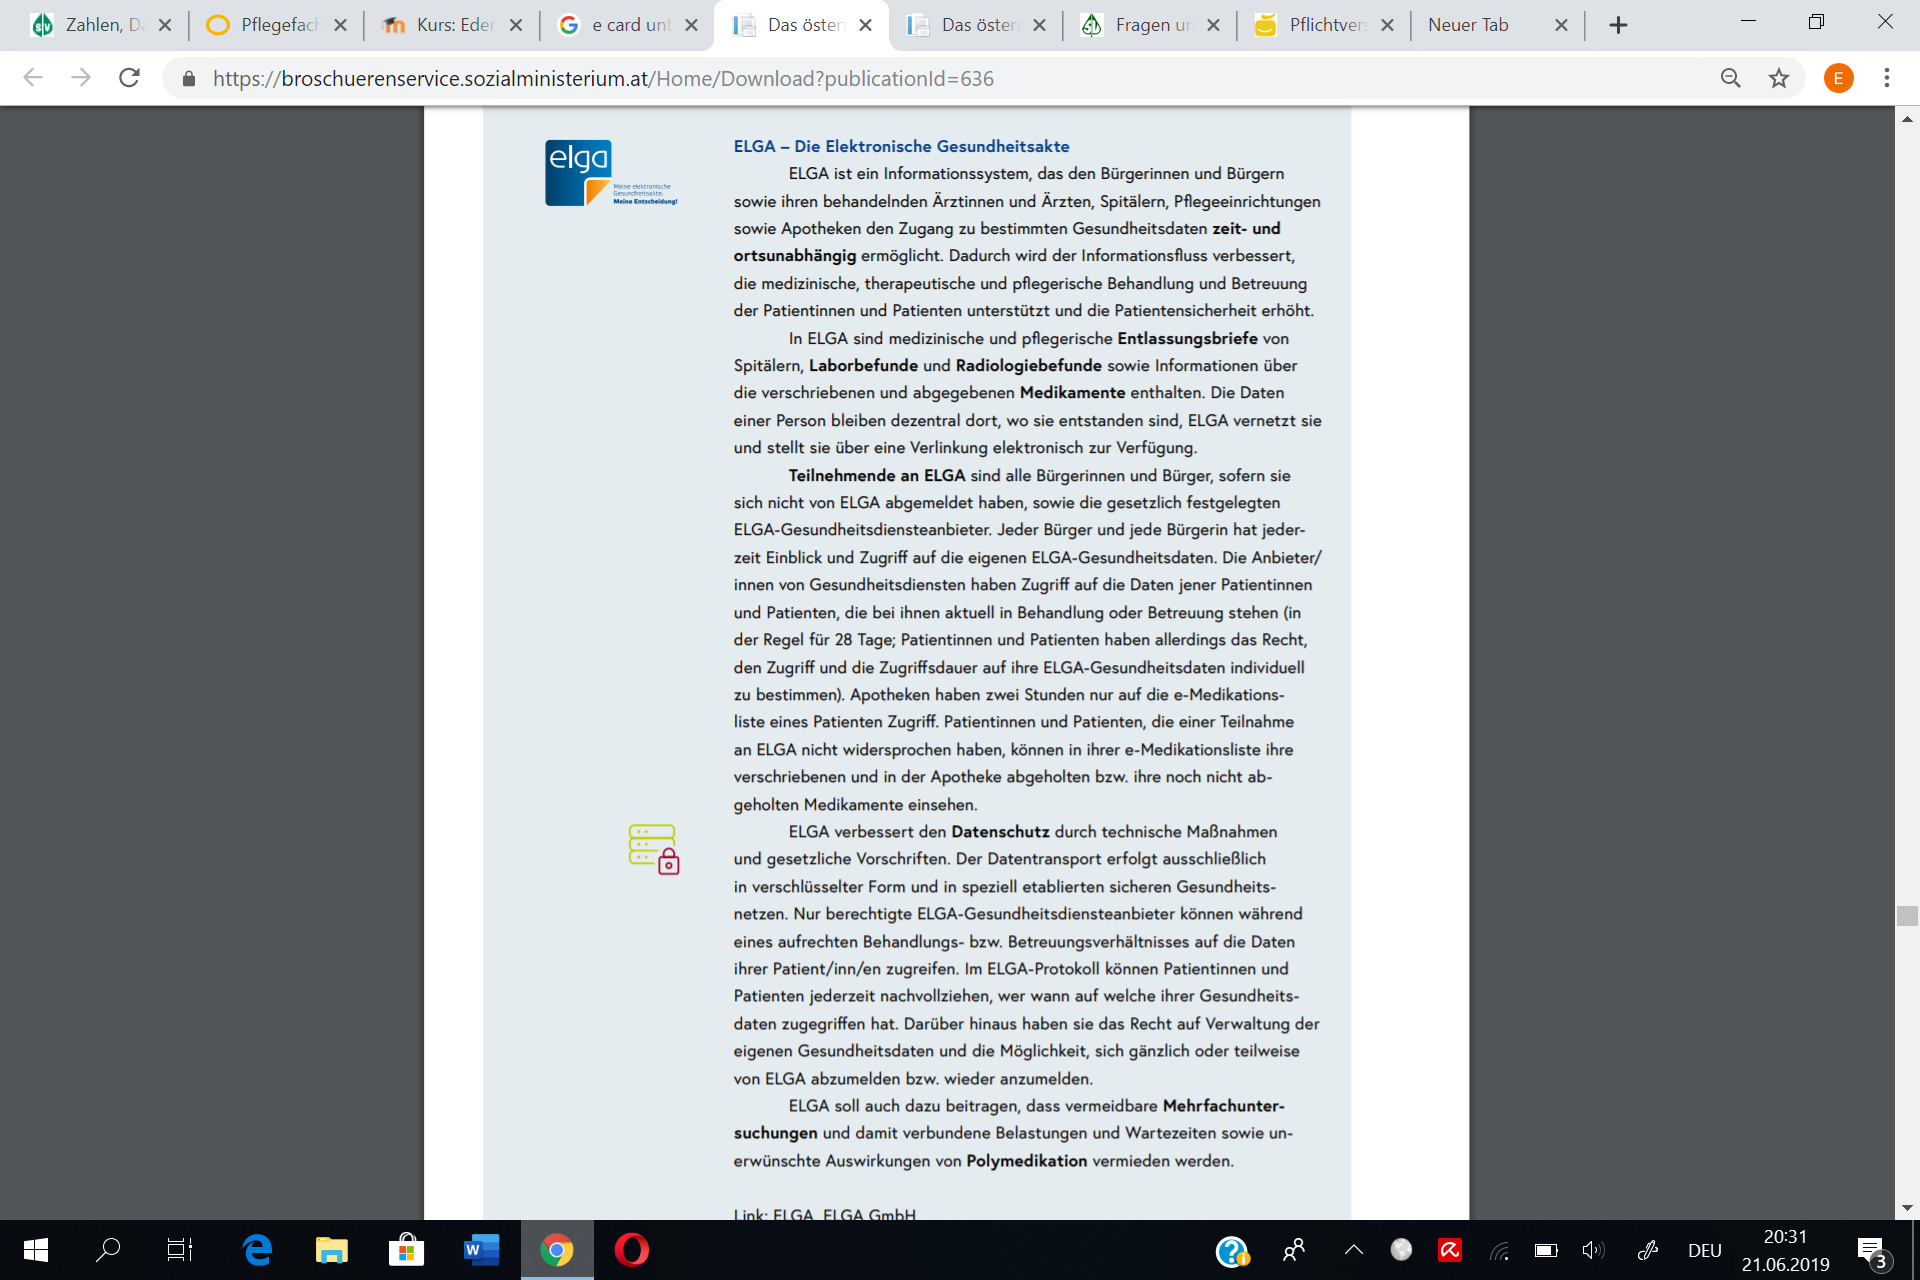 Zahlen, Da
Pflegefach
Kurs: Eder
e card unt
Das österr
Das österr
Fragen un
Pflichtvers
Neuer Tab
https://broschuerenservice.sozialministerium.at/Home/Download?publicationId=636
E
elga
Meine elektronische
Gesundheitsakte.
Meine Entscheidung!
ELGA – Die Elektronische Gesundheitsakte
ELGA ist ein Informationssystem, das den Bürgerinnen und Bürgern
sowie ihren behandelnden Ärztinnen und Ärzten, Spitälern, Pflegeeinrichtungen
sowie Apotheken den Zugang zu bestimmten Gesundheitsdaten zeit- und
ortsunabhängig ermöglicht. Dadurch wird der Informationsfluss verbessert,
die medizinische, therapeutische und pflegerische Behandlung und Betreuung
der Patientinnen und Patienten unterstützt und die Patientensicherheit erhöht.
In ELGA sind medizinische und pflegerische Entlassungsbriefe von
Spitälern, Laborbefunde und Radiologiebefunde sowie Informationen über
die verschriebenen und abgegebenen Medikamente enthalten. Die Daten
einer Person bleiben dezentral dort, wo sie entstanden sind, ELGA vernetzt sie
und stellt sie über eine Verlinkung elektronisch zur Verfügung.
Teilnehmende an ELGA sind alle Bürgerinnen und Bürger, sofern sie
sich nicht von ELGA abgemeldet haben, sowie die gesetzlich festgelegten
ELGA-Gesundheitsdiensteanbieter. Jeder Bürger und jede Bürgerin hat jeder-
zeit Einblick und Zugriff auf die eigenen ELGA-Gesundheitsdaten. Die Anbieter/
innen von Gesundheitsdiensten haben Zugriff auf die Daten jener Patientinnen
und Patienten, die bei ihnen aktuell in Behandlung oder Betreuung stehen (in
der Regel für 28 Tage; Patientinnen und Patienten haben allerdings das Recht,
den Zugriff und die Zugriffsdauer auf ihre ELGA-Gesundheitsdaten individuell
zu bestimmen). Apotheken haben zwei Stunden nur auf die e-Medikations-
liste eines Patienten Zugriff. Patientinnen und Patienten, die einer Teilnahme
an ELGA nicht widersprochen haben, können in ihrer e-Medikationsliste ihre
verschriebenen und in der Apotheke abgeholten bzw. ihre noch nicht ab-
geholten Medikamente einsehen.
ELGA verbessert den Datenschutz durch technische Maßnahmen
und gesetzliche Vorschriften. Der Datentransport erfolgt ausschließlich
in verschlüsselter Form und in speziell etablierten sicheren Gesundheits-
netzen. Nur berechtigte ELGA-Gesundheitsdiensteanbieter können während
eines aufrechten Behandlungs- bzw. Betreuungsverhältnisses auf die Daten
ihrer Patient/inn/en zugreifen. Im ELGA-Protokoll können Patientinnen und
Patienten jederzeit nachvollziehen, wer wann auf welche ihrer Gesundheits-
daten zugegriffen hat. Darüber hinaus haben sie das Recht auf Verwaltung der
eigenen Gesundheitsdaten und die Möglichkeit, sich gänzlich oder teilweise
von ELGA abzumelden bzw. wieder anzumelden.
ELGA soll auch dazu beitragen, dass vermeidbare Mehrfachunter-
suchungen und damit verbundene Belastungen und Wartezeiten sowie un-
erwünschte Auswirkungen von Polymedikation vermieden werden.
Link: ELGA, ELGA GmbH
DEU
20:31
21.06.2019
3